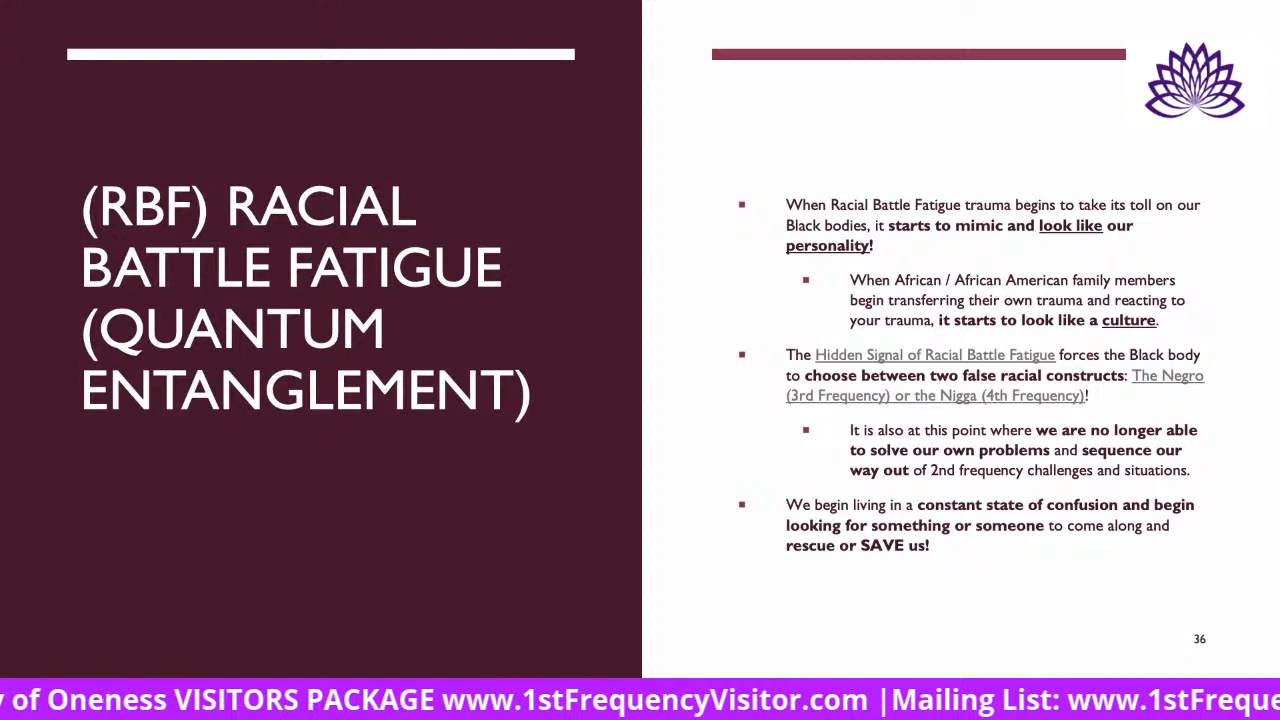 (RBF) RACIAL
BATTLE FATIGUE
(QUANTUM
ENTANGLEMENT)
When Racial Battle Fatigue trauma begins to take its toll on our
Black bodies, it starts to mimic and look like our
personality!
When African / African American family members
begin transferring their own trauma and reacting to
your trauma, it starts to look like a culture.
The Hidden Signal of Racial Battle Fatigue forces the Black body
to choose between two false racial constructs: The Negro
(3rd Frequency) or the Nigga (4th Frequency)!
It is also at this point where we are no longer able
to solve our own problems and sequence our
way out of 2nd frequency challenges and situations.
We begin living in a constant state of confusion and begin
looking for something or someone to come along and
rescue or SAVE us!
36
y of Oneness VISITORS PACKAGE www.1stFrequencyVisitor.com |Mailing List: www.1stFreque